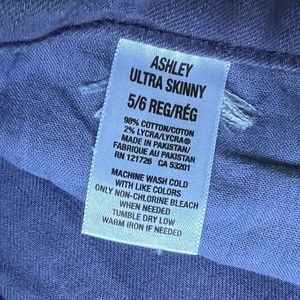 ASHLEY
ULTRA SKINNY
5/6 REG/RÉG
98% COTTON/COTON
2% LYCRA/LYCRA®
MADE IN PAKISTAN/
FABRIQUE AU PAKISTAN
RN 121726 CA 53201
MACHINE WASH COLD
WITH LIKE COLORS
ONLY NON-CHLORINE BLEACH
WHEN NEEDED
TUMBLE DRY LOW
WARM IRON IF NEEDED